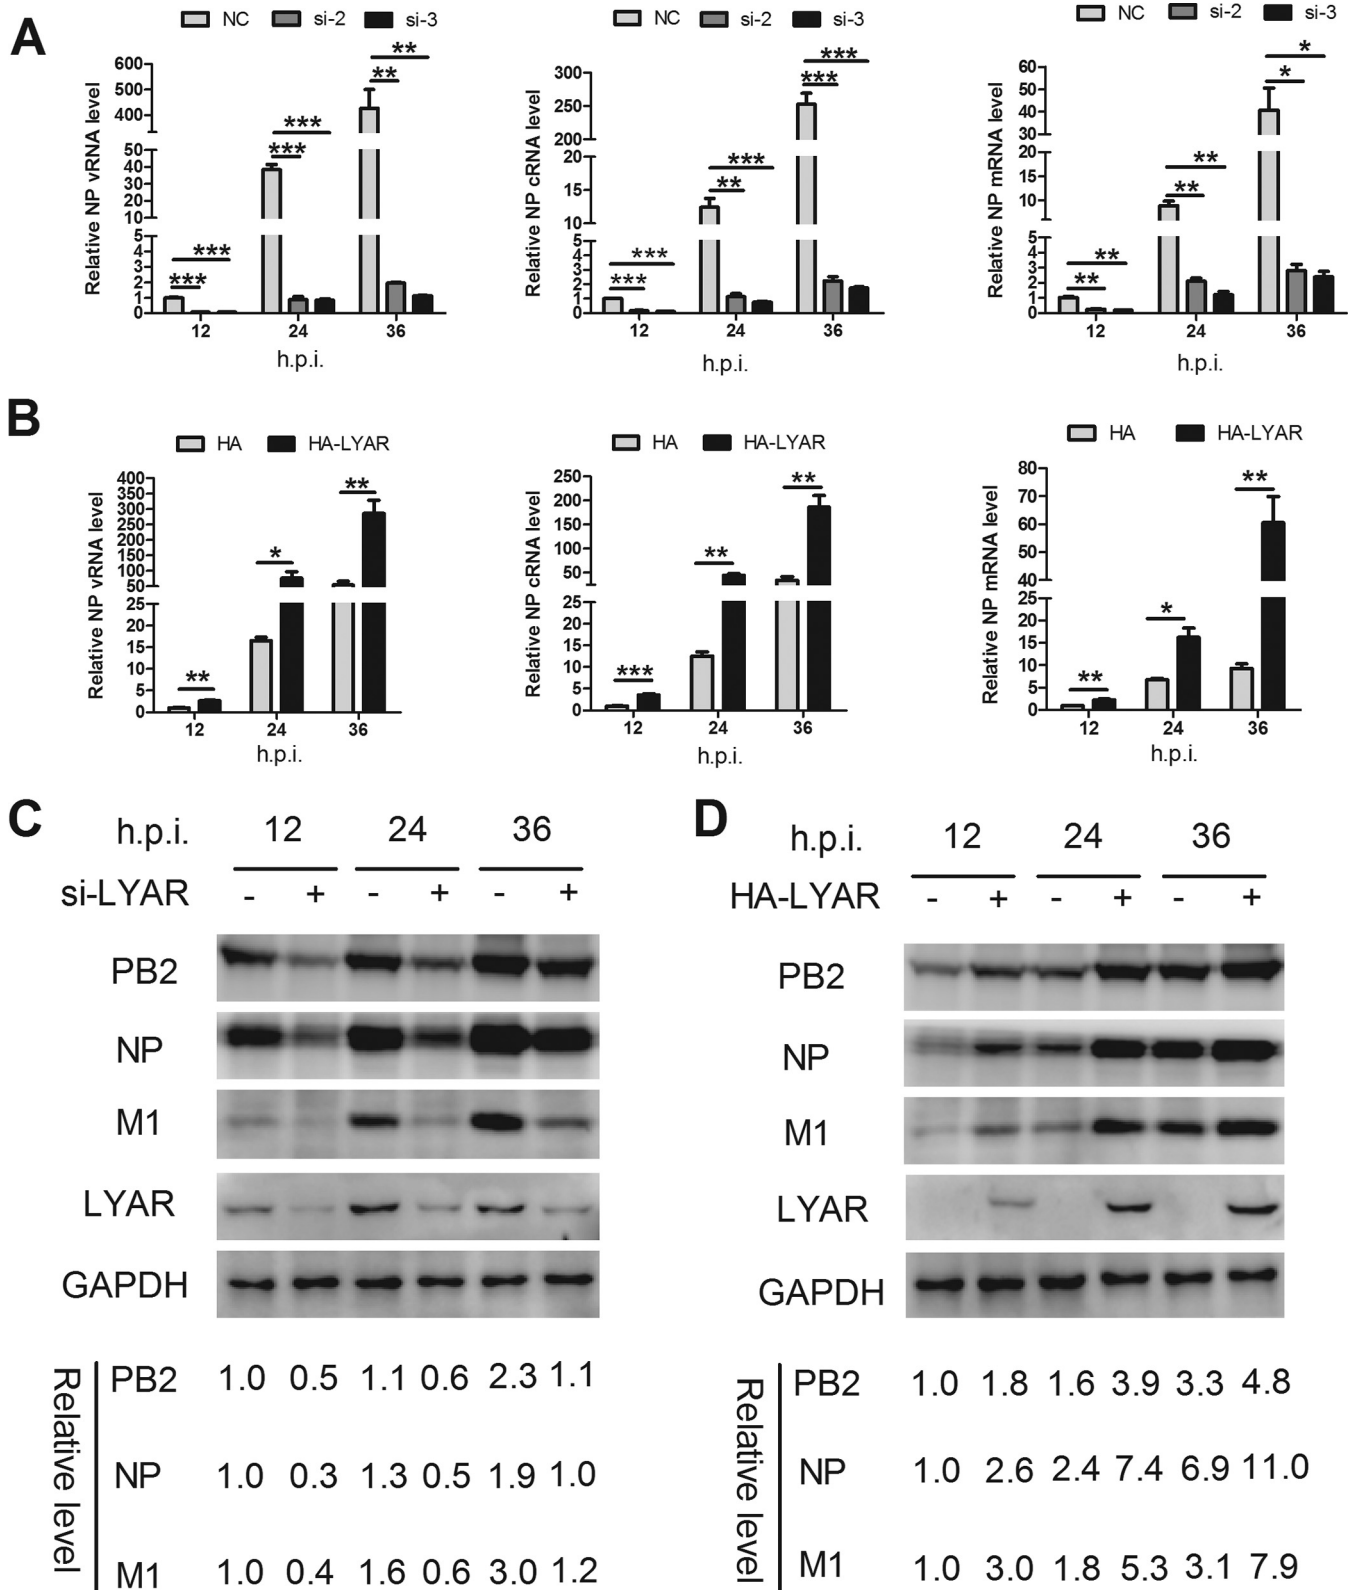 A
NC si-2 si-3
Relative NP vRNA level
600
400
50
40
30
20
10
5
4
3
2
1
0
*** ***
*** ***
** **
12 24 36
h.p.i.
NC si-2 si-3
Relative NP cRNA level
300
250
200
20
15
10
5
4
3
2
1
0
*** ***
** ***
*** ***
12 24 36
h.p.i.
NC si-2 si-3
Relative NP mRNA level
60
50
40
30
20
10
5
4
3
2
1
0
** **
** **
* *
12 24 36
h.p.i.
B
HA HA-LYAR
Relative NP vRNA level
400
350
300
250
200
150
100
50
25
20
15
10
5
0
** * **
12 24 36
h.p.i.
HA HA-LYAR
Relative NP cRNA level
250
200
150
100
50
25
20
15
10
5
0
*** ** **
12 24 36
h.p.i.
HA HA-LYAR
Relative NP mRNA level
80
70
60
50
40
25
20
15
10
5
0
** * **
12 24 36
h.p.i.
C
h.p.i. 12 24 36
si-LYAR - + - + - +
PB2
NP
M1
LYAR
GAPDH
Relative level
PB2 1.0 0.5 1.1 0.6 2.3 1.1
NP 1.0 0.3 1.3 0.5 1.9 1.0
M1 1.0 0.4 1.6 0.6 3.0 1.2
D
h.p.i. 12 24 36
HA-LYAR - + - + - +
PB2
NP
M1
LYAR
GAPDH
Relative level
PB2 1.0 1.8 1.6 3.9 3.3 4.8
NP 1.0 2.6 2.4 7.4 6.9 11.0
M1 1.0 3.0 1.8 5.3 3.1 7.9